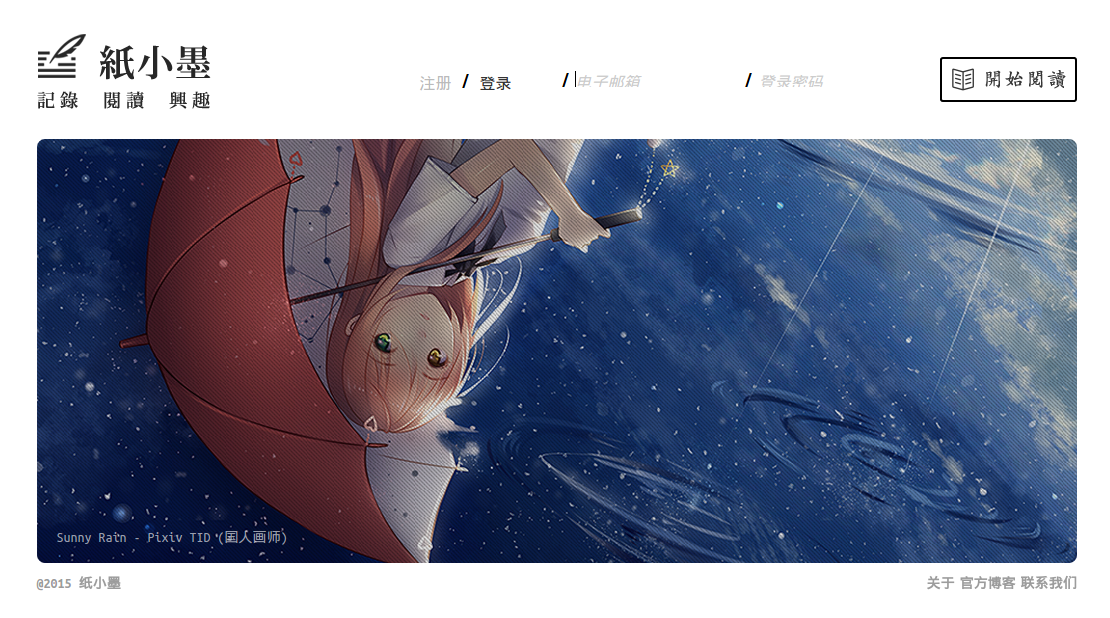 紙小墨
記錄 閱讀 興趣
注册 / 登录 / 电子邮箱 / 登录密码
開始閱讀
Sunny Rain - Pixiv TID (国人画师)
@2015 纸小墨
关于 官方博客 联系我们